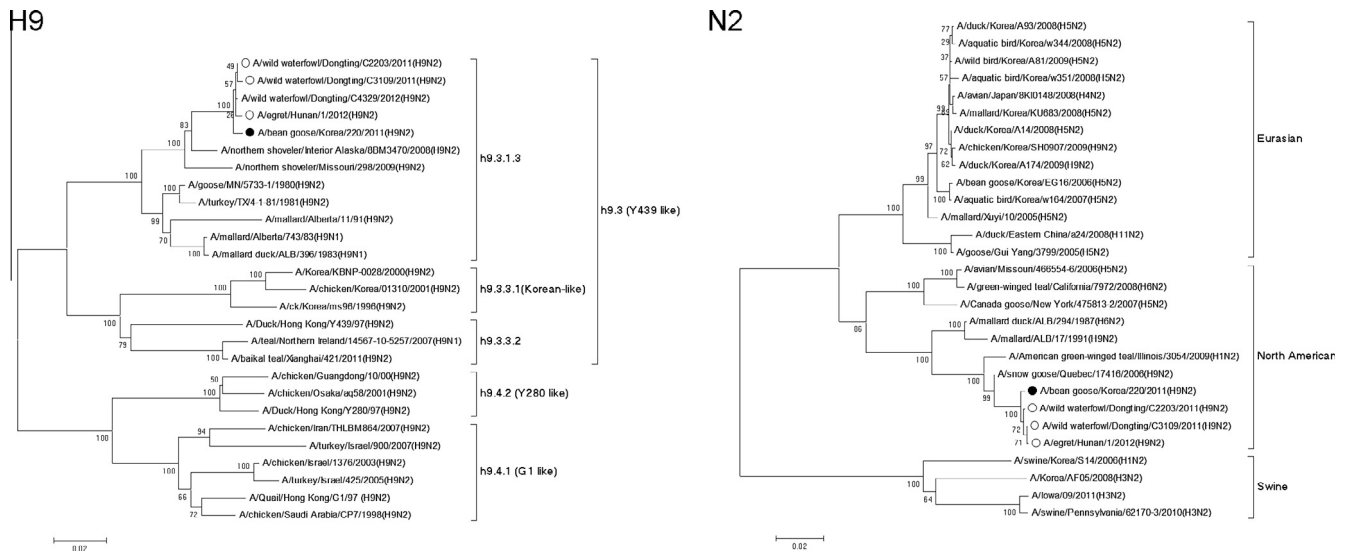 H9
A/wild waterfowl/Dongting/C2203/2011(H9N2)
49
A/wild waterfowl/Dongting/C3109/2011(H9N2)
57
A/wild waterfowl/Dongting/C4329/2012(H9N2)
100
A/egret/Hunan/1/2012(H9N2)
26
A/bean goose/Korea/220/2011(H9N2)
83
A/northern shoveler/Interior Alaska/8BM3470/2008(H9N2)
100
h9.3.1.3
A/northern shoveler/Missouri/298/2009(H9N2)
100
A/goose/MN/5733-1/1980(H9N2)
100
A/turkey/TX/4-1-81/1981(H9N2)
99
A/mallard/Alberta/11/91(H9N2)
h9.3 (Y439 like)
A/mallard/Alberta/743/83(H9N1)
70
A/mallard duck/ALB/396/1983(H9N1)
100
A/Korea/KBNP-0028/2000(H9N2)
100
A/chicken/Korea/01310/2001(H9N2)
h9.3.3.1(Korean-like)
100
A/ck/Korea/ms96/1996(H9N2)
100
A/Duck/Hong Kong/Y439/97(H9N2)
79
A/teal/Northern Ireland/14567-10-5257/2007(H9N1)
h9.3.3.2
100
A/baikal teal/Xianghai/421/2011(H9N2)
A/chicken/Guangdong/10/00(H9N2)
50
A/chicken/Osaka/aq58/2001(H9N2)
h9.4.2 (Y280 like)
100
A/Duck/Hong Kong/Y280/97(H9N2)
100
A/chicken/Iran/THLBM864/2007(H9N2)
94
A/turkey/Israel/900/2007(H9N2)
100
A/chicken/Israel/1376/2003(H9N2)
100
h9.4.1 (G1 like)
A/turkey/Israel/425/2005(H9N2)
66
A/Quail/Hong Kong/G1/97 (H9N2)
72
A/chicken/Saudi Arabia/CP7/1998(H9N2)
0.02
N2
A/duck/Korea/A93/2008(H5N2)
77
A/aquatic bird/Korea/w344/2008(H5N2)
29
A/wild bird/Korea/A81/2009(H5N2)
37
A/aquatic bird/Korea/w351/2008(H5N2)
57
A/avian/Japan/8KI0148/2008(H4N2)
99
A/mallard/Korea/KU683/2008(H5N2)
A/duck/Korea/A14/2008(H5N2)
Eurasian
A/chicken/Korea/SH0907/2009(H9N2)
72
97
A/duck/Korea/A174/2009(H9N2)
62
A/bean goose/Korea/EG16/2006(H5N2)
99
A/aquatic bird/Korea/w164/2007(H5N2)
100
A/mallard/Xuyi/10/2005(H5N2)
100
A/duck/Eastern China/a24/2008(H11N2)
A/goose/Gui Yang/3799/2005(H5N2)
100
A/avian/Missouri/466554-6/2006(H5N2)
100
A/green-winged teal/California/7972/2008(H6N2)
100
A/Canada goose/New York/475813-2/2007(H5N2)
A/mallard duck/ALB/294/1987(H6N2)
A/mallard/ALB/17/1991(H9N2)
100
A/American green-winged teal/Illinois/3054/2009(H1N2)
North American
100
A/snow goose/Quebec/17416/2006(H9N2)
A/bean goose/Korea/220/2011(H9N2)
99
A/wild waterfowl/Dongting/C2203/2011(H9N2)
100
A/wild waterfowl/Dongting/C3109/2011(H9N2)
72
A/egret/Hunan/1/2012(H9N2)
71
A/swine/Korea/S14/2006(H1N2)
100
A/Korea/AF05/2008(H3N2)
Swine
64
A/Iowa/09/2011(H3N2)
100
A/swine/Pennsylvania/62170-3/2010(H3N2)
0.02